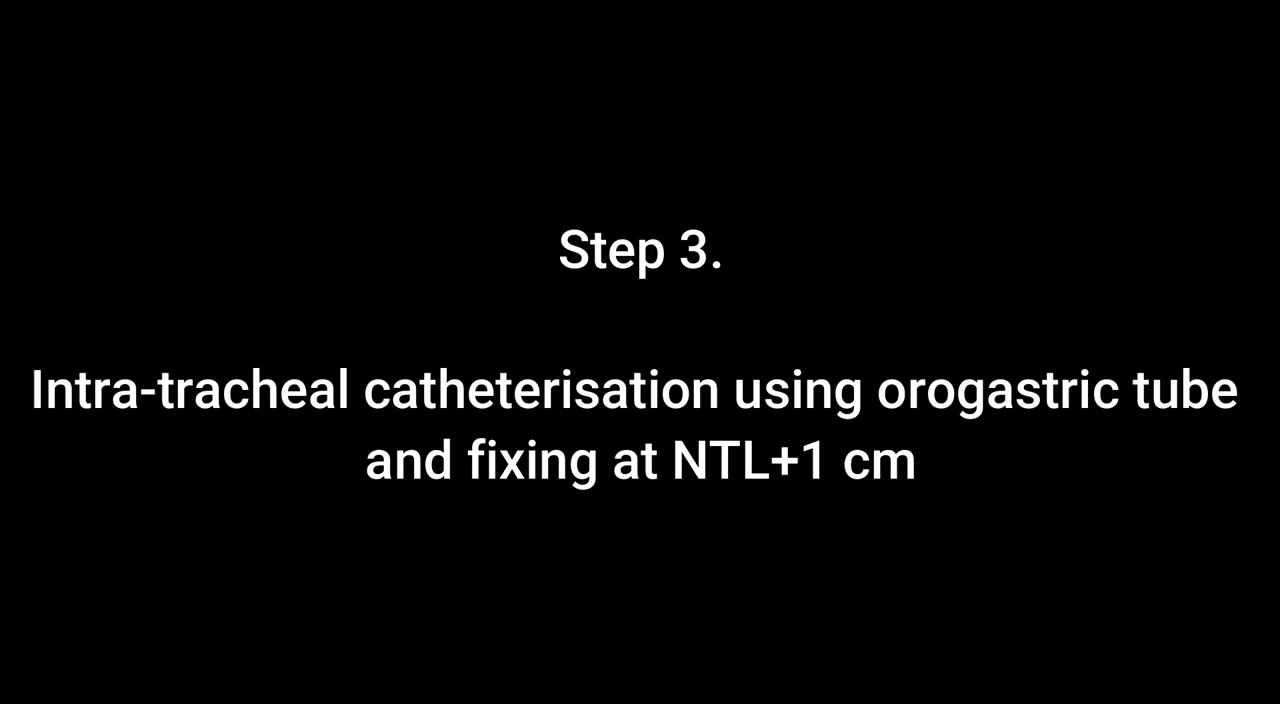 Step 3.
Intra-tracheal catheterisation using orogastric tube
and fixing at NTL+1 cm